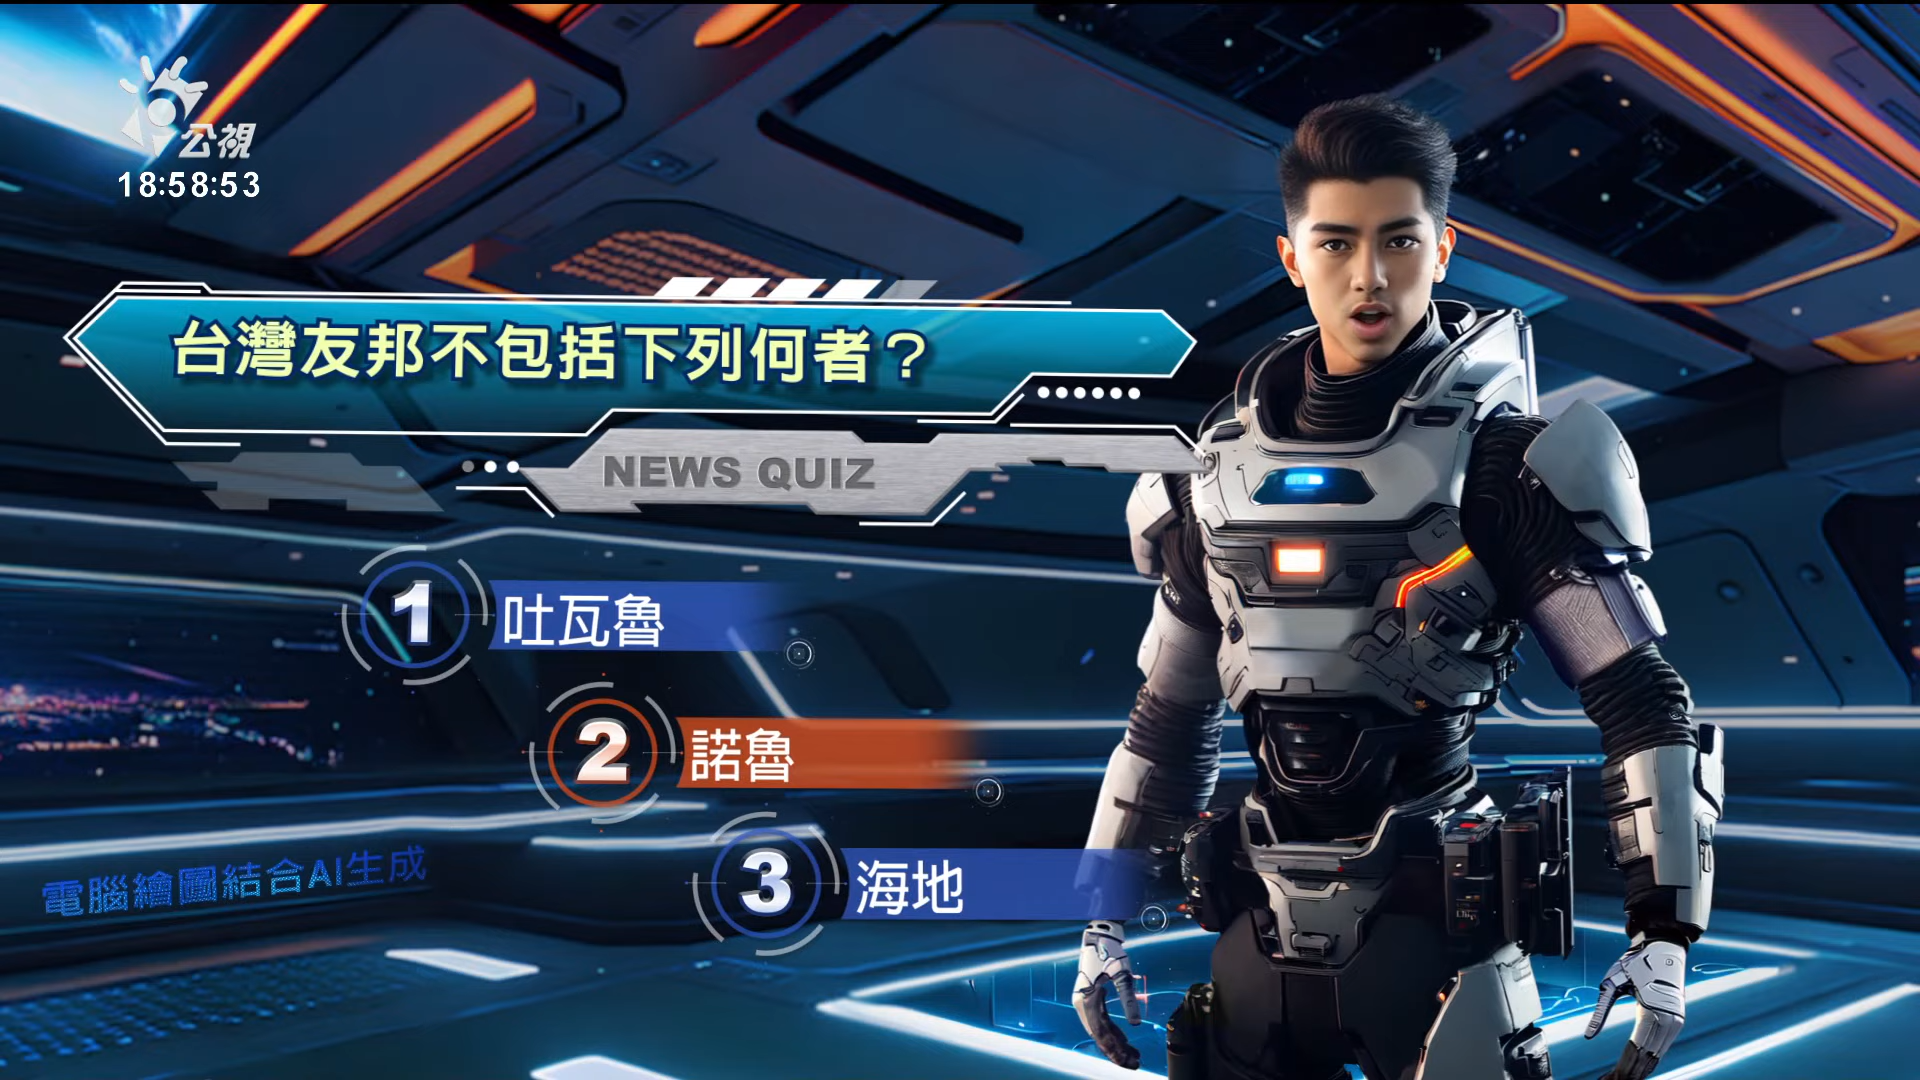 公視
18:58:53
台灣友邦不包括下列何者？
NEWS QUIZ
1 吐瓦魯
2 諾魯
3 海地
電腦繪圖結合AI生成